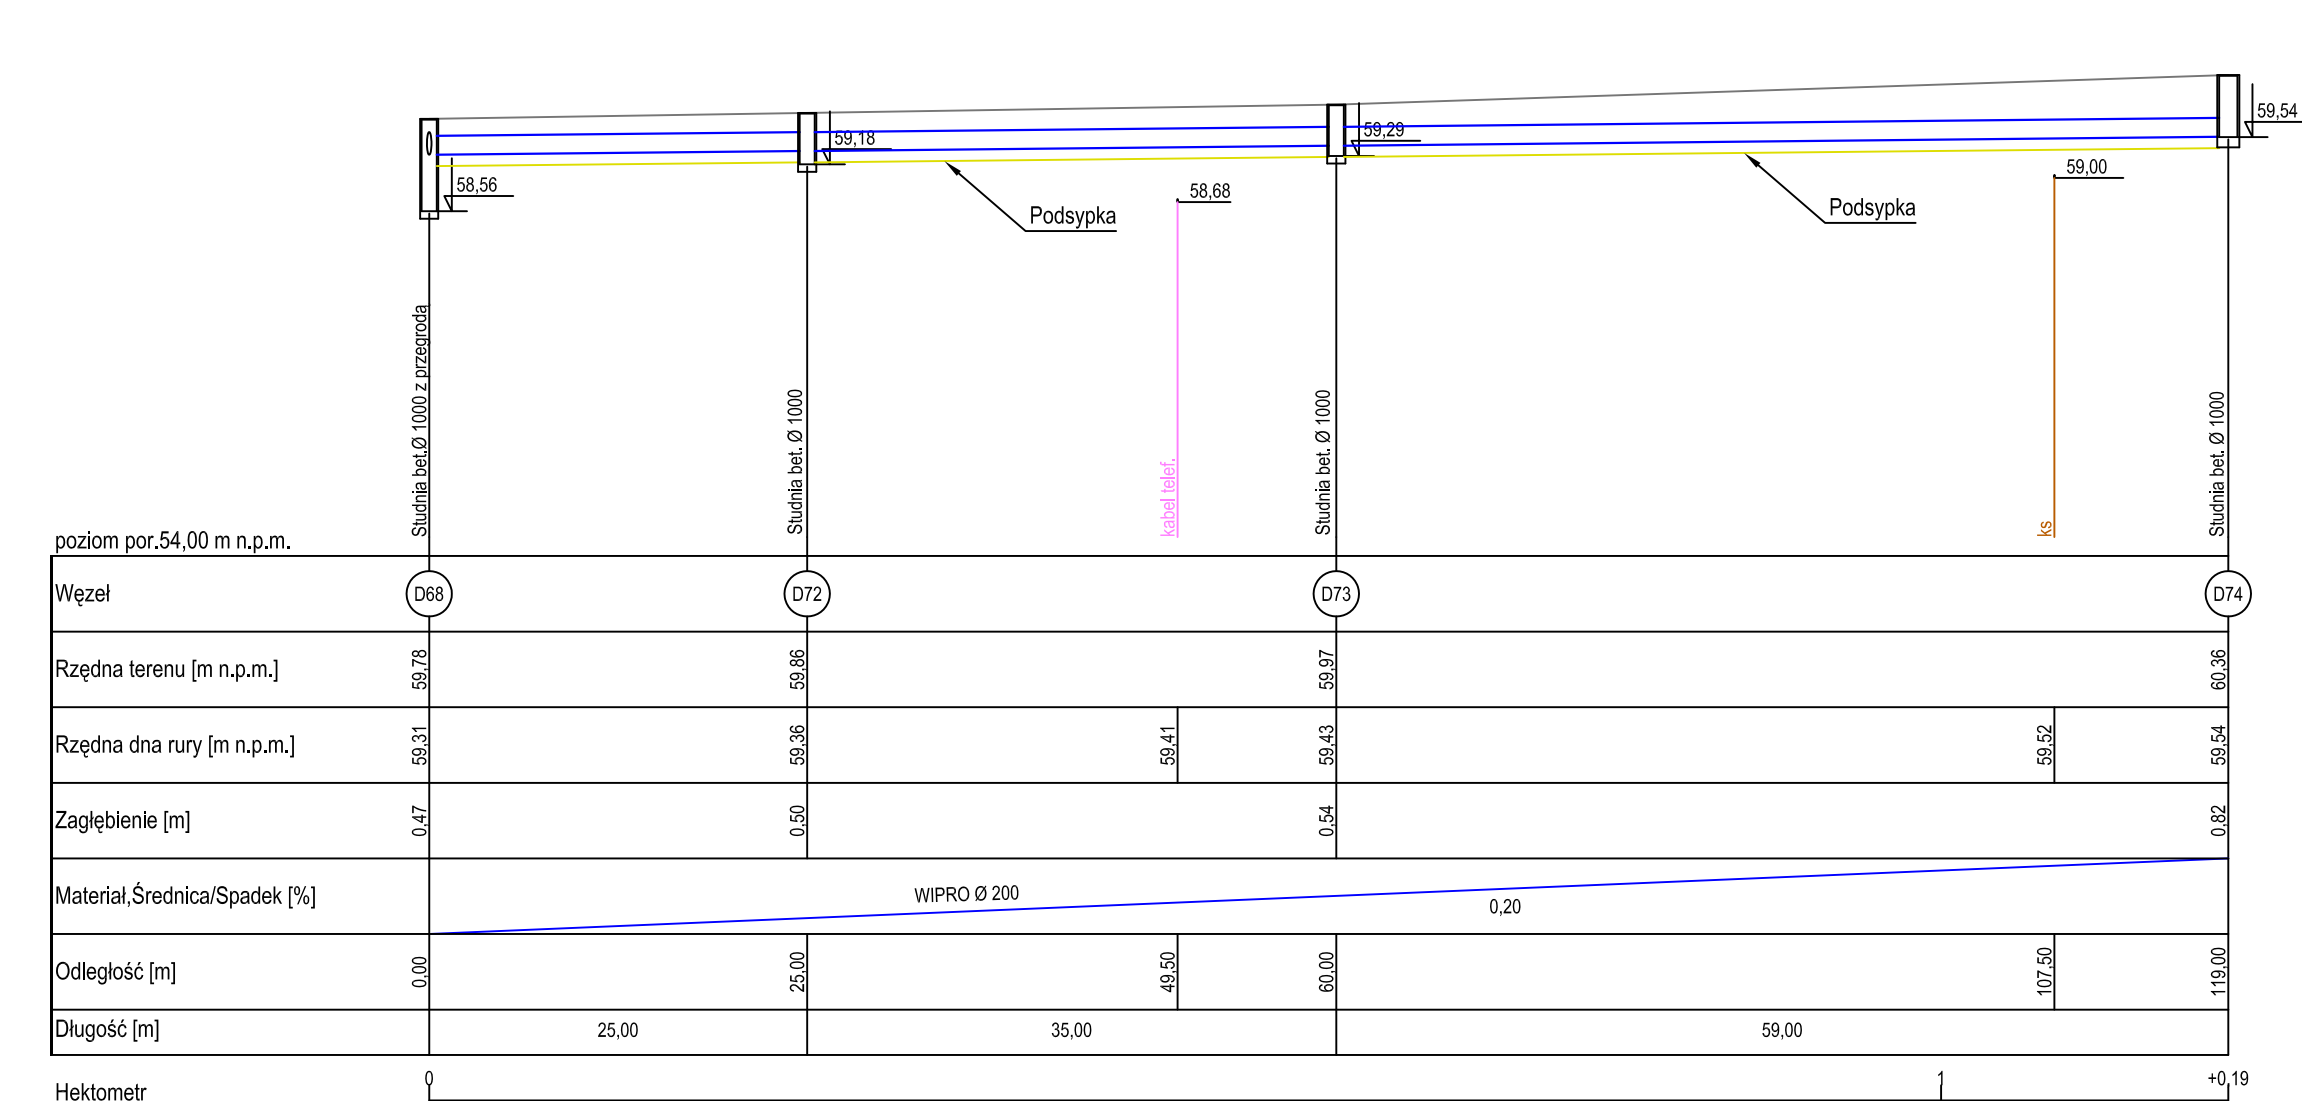 59,54
59,18
59,29
59,00
58,56
58,68
Podsypka
Podsypka
Studnia bet.Ø 1000 z przegrodą
Studnia bet. Ø 1000
kabel telef.
Studnia bet. Ø 1000
ks
Studnia bet. Ø 1000
poziom por.54,00 m n.p.m.
Węzeł D68 D72 D73 D74
Rzędna terenu [m n.p.m.] 59,78 59,86 59,97 60,36
Rzędna dna rury [m n.p.m.] 59,31 59,36 59,41 59,43 59,52 59,54
Zagłębienie [m] 0,47 0,50 0,54 0,82
Materiał,Średnica/Spadek [%] WIPRO Ø 200 0,20
Odległość [m] 0,00 25,00 49,50 60,00 107,50 119,00
Długość [m] 25,00 35,00 59,00
Hektometr 0 1 +0,19